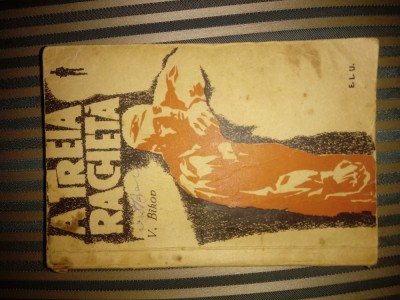 A TREIA
RACHETĂ
V. Bîkov
E. L. U.